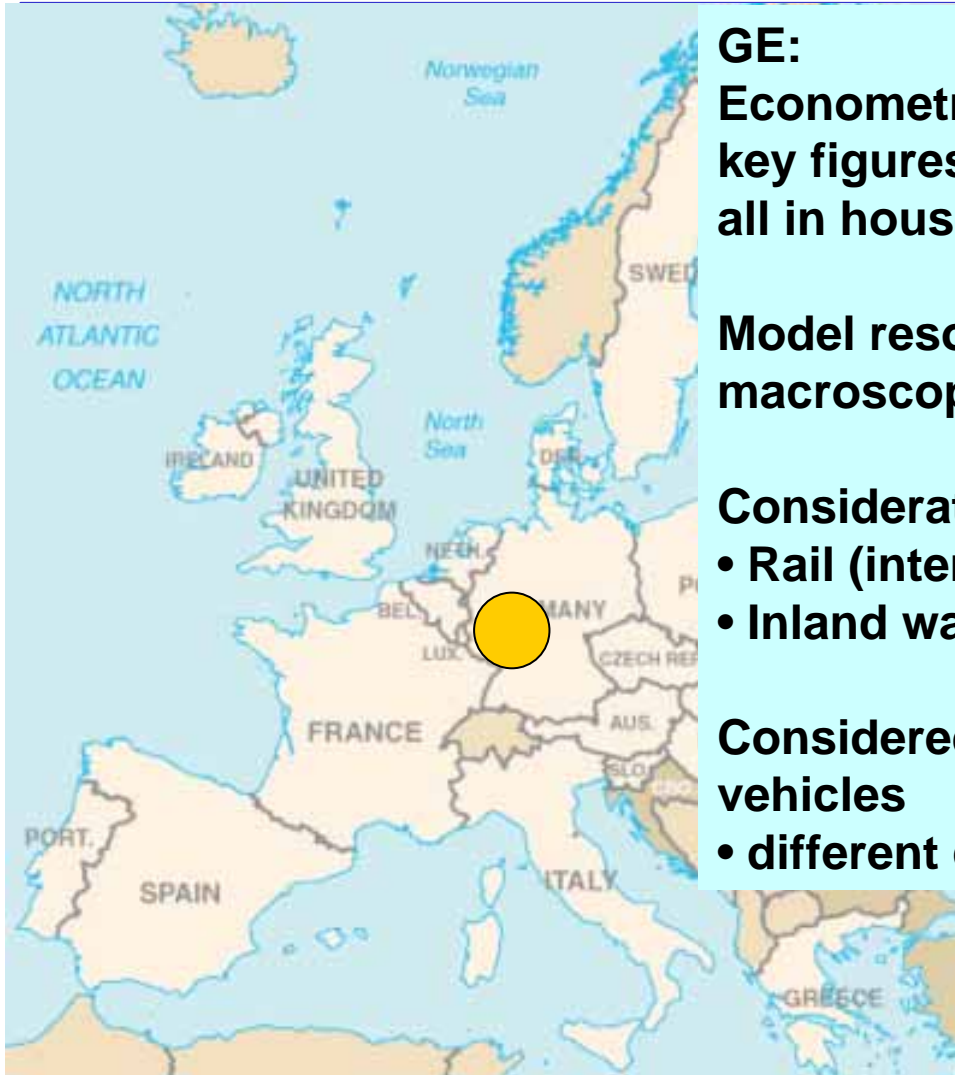 GE:
Econometr
key figures
all in hous
Model reso
macroscop
Considerat
• Rail (inter
• Inland wa
Considered
vehicles
• different
Norwegian
Sea
NORTH
ATLANTIC
OCEAN
SWED
North
Sea
DEN.
IRELAND
UNITED
KINGDOM
NETH.
BEL.
MANY
LUX.
CZECH REP
FRANCE
AUS.
SLO.
PORT.
SPAIN
ITALY
GREECE